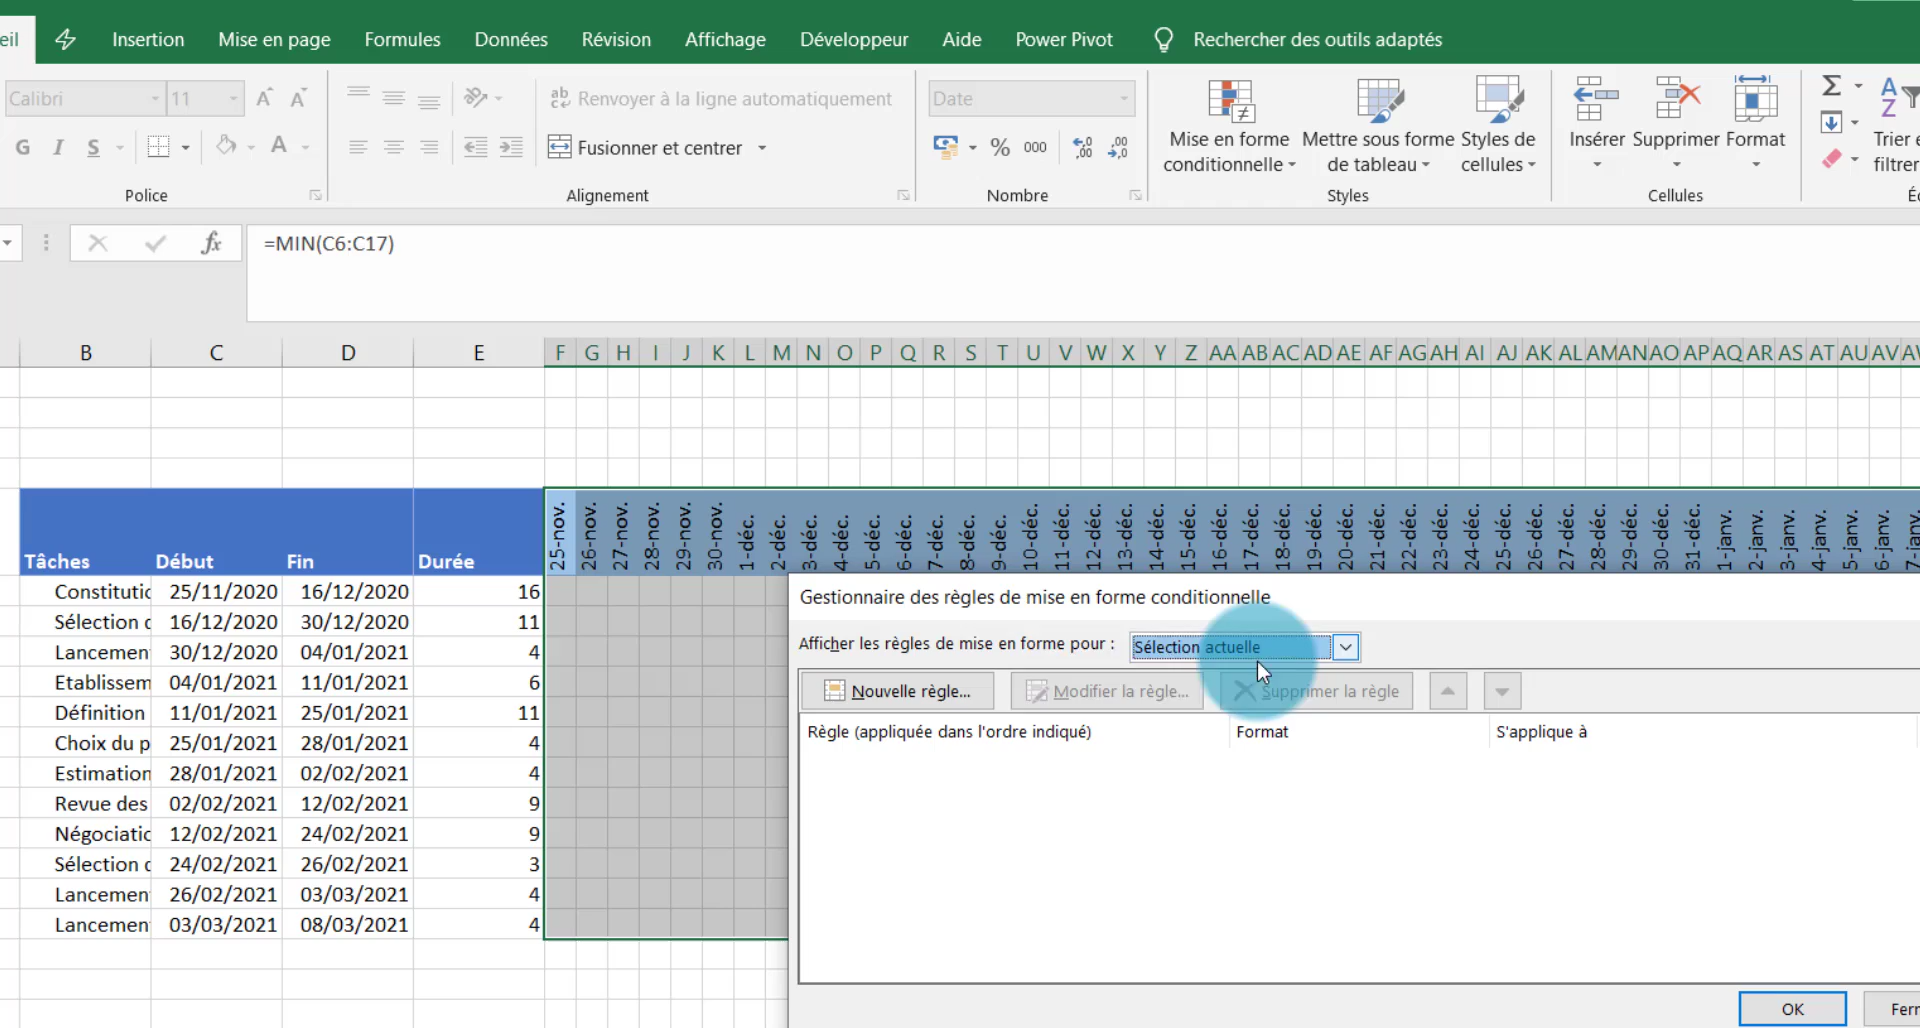 eil Insertion Mise en page Formules Données Révision Affichage Développeur Aide Power Pivot Rechercher des outils adaptés
Calibri 11 A A ab Renvoyer à la ligne automatiquement Date
G I S A Fusionner et centrer % 000
Mise en forme conditionnelle
Mettre sous forme de tableau
Styles de cellules
Insérer Supprimer Format
Σ
Trier e
filtrer
Police Alignement Nombre Styles Cellules É
fx =MIN(C6:C17)
B C D E F G H I J K L M N O P Q R S T U V W X Y Z AA AB AC AD AE AF AG AH AI AJ AK AL AM AN AO AP AQ AR AS AT AU AV
Tâches Début Fin Durée 25-nov. 26-nov. 27-nov. 28-nov. 29-nov. 30-nov. 1-déc. 2-déc. 3-déc. 4-déc. 5-déc. 6-déc. 7-déc. 8-déc. 9-déc. 10-déc. 11-déc. 12-déc. 13-déc. 14-déc. 15-déc. 16-déc. 17-déc. 18-déc. 19-déc. 20-déc. 21-déc. 22-déc. 23-déc. 24-déc. 25-déc. 26-déc. 27-déc. 28-déc. 29-déc. 30-déc. 31-déc. 1-janv. 2-janv. 3-janv. 4-janv. 5-janv. 6-janv. 7-janv.
Constitutic 25/11/2020 16/12/2020 16
Sélection d 16/12/2020 30/12/2020 11
Lancemen 30/12/2020 04/01/2021 4
Etablissem 04/01/2021 11/01/2021 6
Définition 11/01/2021 25/01/2021 11
Choix du p 25/01/2021 28/01/2021 4
Estimation 28/01/2021 02/02/2021 4
Revue des 02/02/2021 12/02/2021 9
Négociatic 12/02/2021 24/02/2021 9
Sélection d 24/02/2021 26/02/2021 3
Lancemen 26/02/2021 03/03/2021 4
Lancemen 03/03/2021 08/03/2021 4
Gestionnaire des règles de mise en forme conditionnelle
Afficher les règles de mise en forme pour : Sélection actuelle
Nouvelle règle... Modifier la règle... Supprimer la règle
Règle (appliquée dans l'ordre indiqué) Format S'applique à
OK Ferr